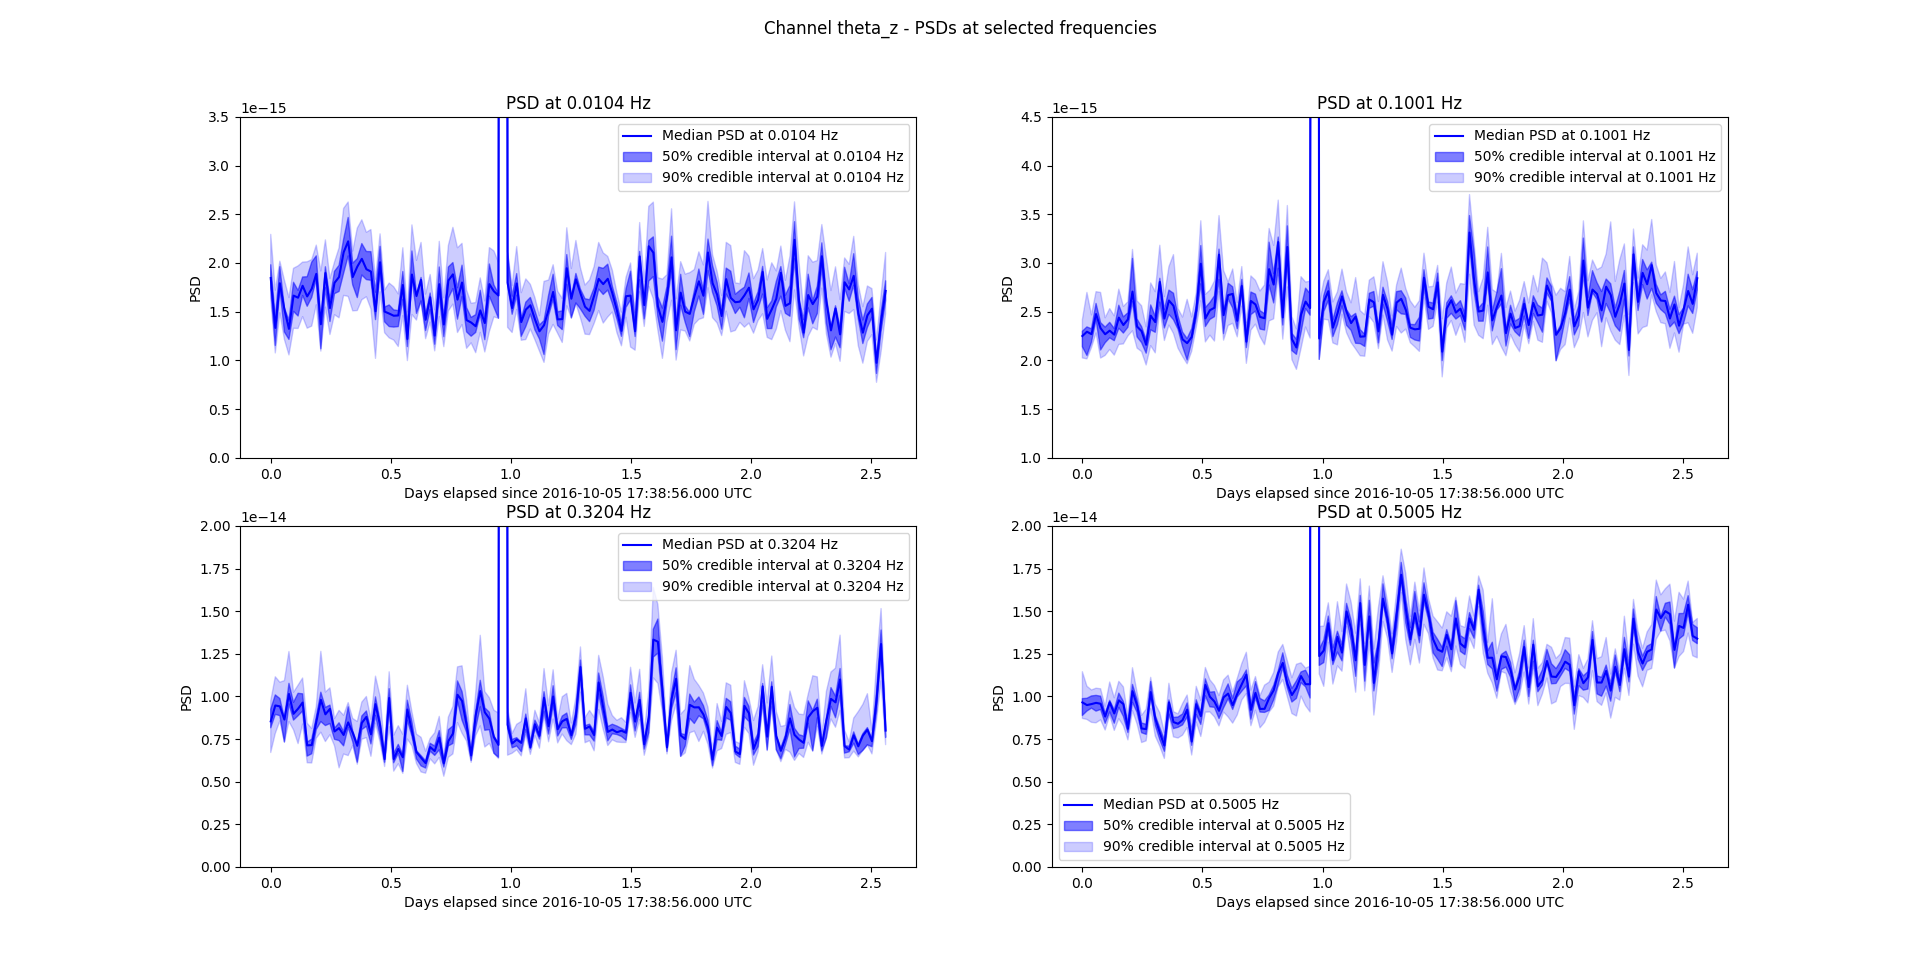 Channel theta_z - PSDs at selected frequencies
PSD at 0.0104 Hz
1e−15
3.5
3.0
2.5
2.0
1.5
1.0
0.5
0.0
PSD
Median PSD at 0.0104 Hz
50% credible interval at 0.0104 Hz
90% credible interval at 0.0104 Hz
0.0 0.5 1.0 1.5 2.0 2.5
Days elapsed since 2016-10-05 17:38:56.000 UTC
PSD at 0.1001 Hz
1e−15
4.5
4.0
3.5
3.0
2.5
2.0
1.5
1.0
PSD
Median PSD at 0.1001 Hz
50% credible interval at 0.1001 Hz
90% credible interval at 0.1001 Hz
0.0 0.5 1.0 1.5 2.0 2.5
Days elapsed since 2016-10-05 17:38:56.000 UTC
PSD at 0.3204 Hz
1e−14
2.00
1.75
1.50
1.25
1.00
0.75
0.50
0.25
0.00
PSD
Median PSD at 0.3204 Hz
50% credible interval at 0.3204 Hz
90% credible interval at 0.3204 Hz
0.0 0.5 1.0 1.5 2.0 2.5
Days elapsed since 2016-10-05 17:38:56.000 UTC
PSD at 0.5005 Hz
1e−14
2.00
1.75
1.50
1.25
1.00
0.75
0.50
0.25
0.00
PSD
Median PSD at 0.5005 Hz
50% credible interval at 0.5005 Hz
90% credible interval at 0.5005 Hz
0.0 0.5 1.0 1.5 2.0 2.5
Days elapsed since 2016-10-05 17:38:56.000 UTC